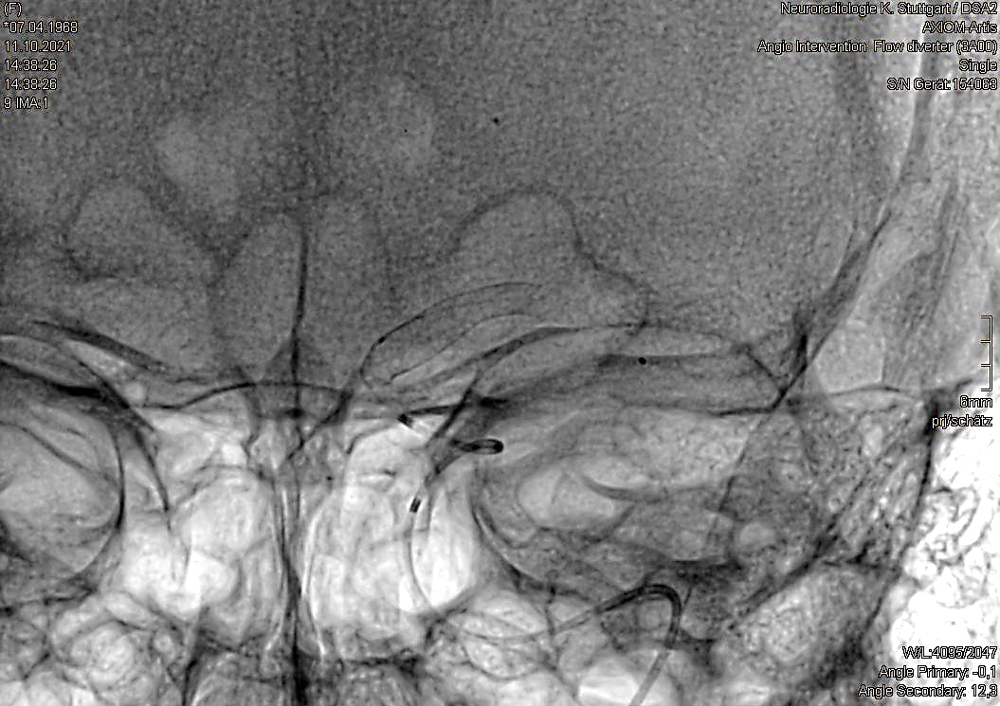 (F)
*07.04.1968
11.10.2021
14:38:26
14:38:26
9 IMA:1
Neuroradiologie K. Stuttgart / DSA2
AXIOM-Artis
Angio Intervention Flow diverter (3A00)
Single
S/N Gerät:154063
6mm
prj/schätz
W/L:4095/2047
Angle Primary: -0,1
Angle Secondary: 12,3